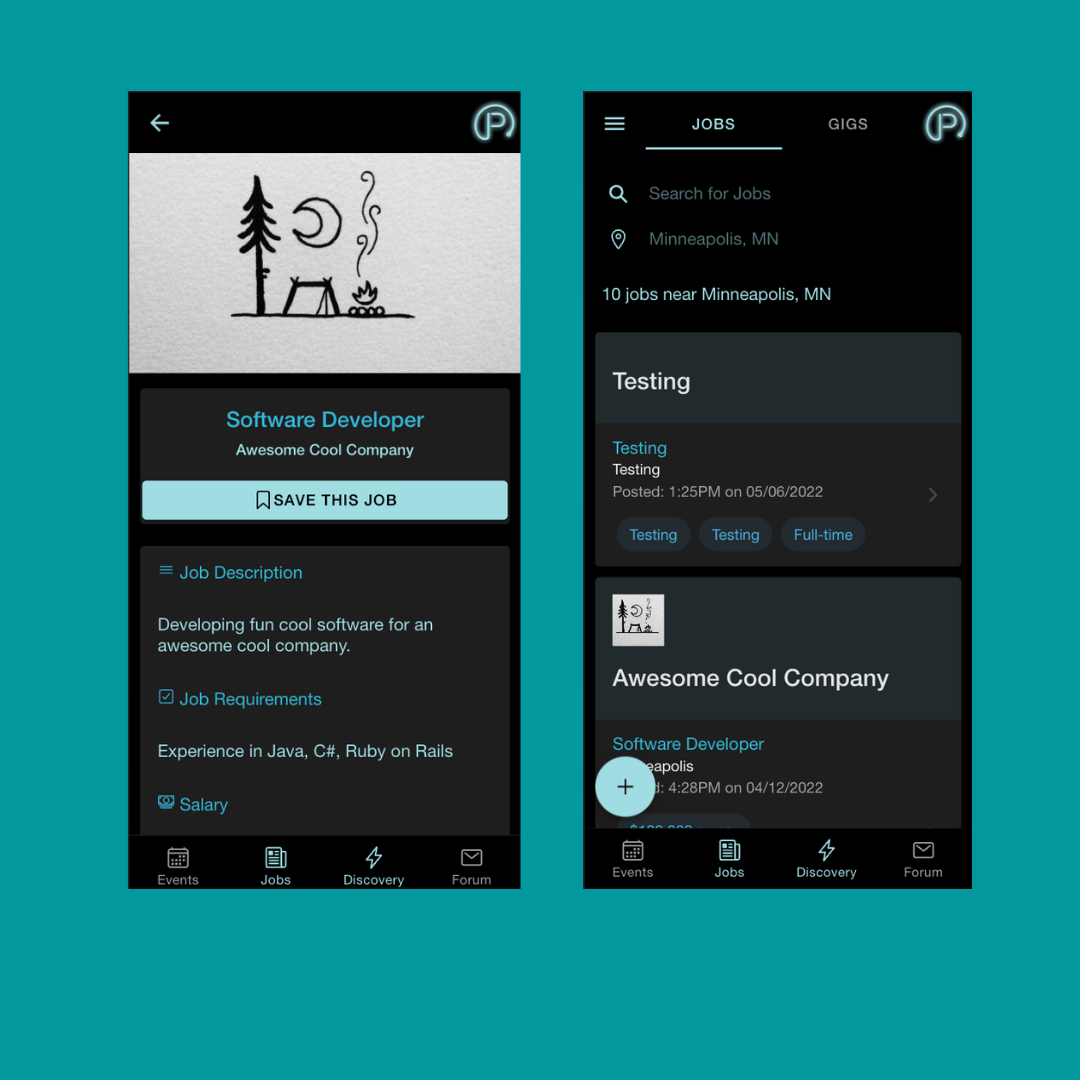 Software Developer
Awesome Cool Company
SAVE THIS JOB
Job Description
Developing fun cool software for an
awesome cool company.
Job Requirements
Experience in Java, C#, Ruby on Rails
Salary
Events Jobs Discovery Forum
JOBS GIGS
P
Search for Jobs
Minneapolis, MN
10 jobs near Minneapolis, MN
Testing
Testing
Testing
Posted: 1:25PM on 05/06/2022
Testing Testing Full-time
Awesome Cool Company
Software Developer
eapolis
d: 4:28PM on 04/12/2022
Events Jobs Discovery Forum